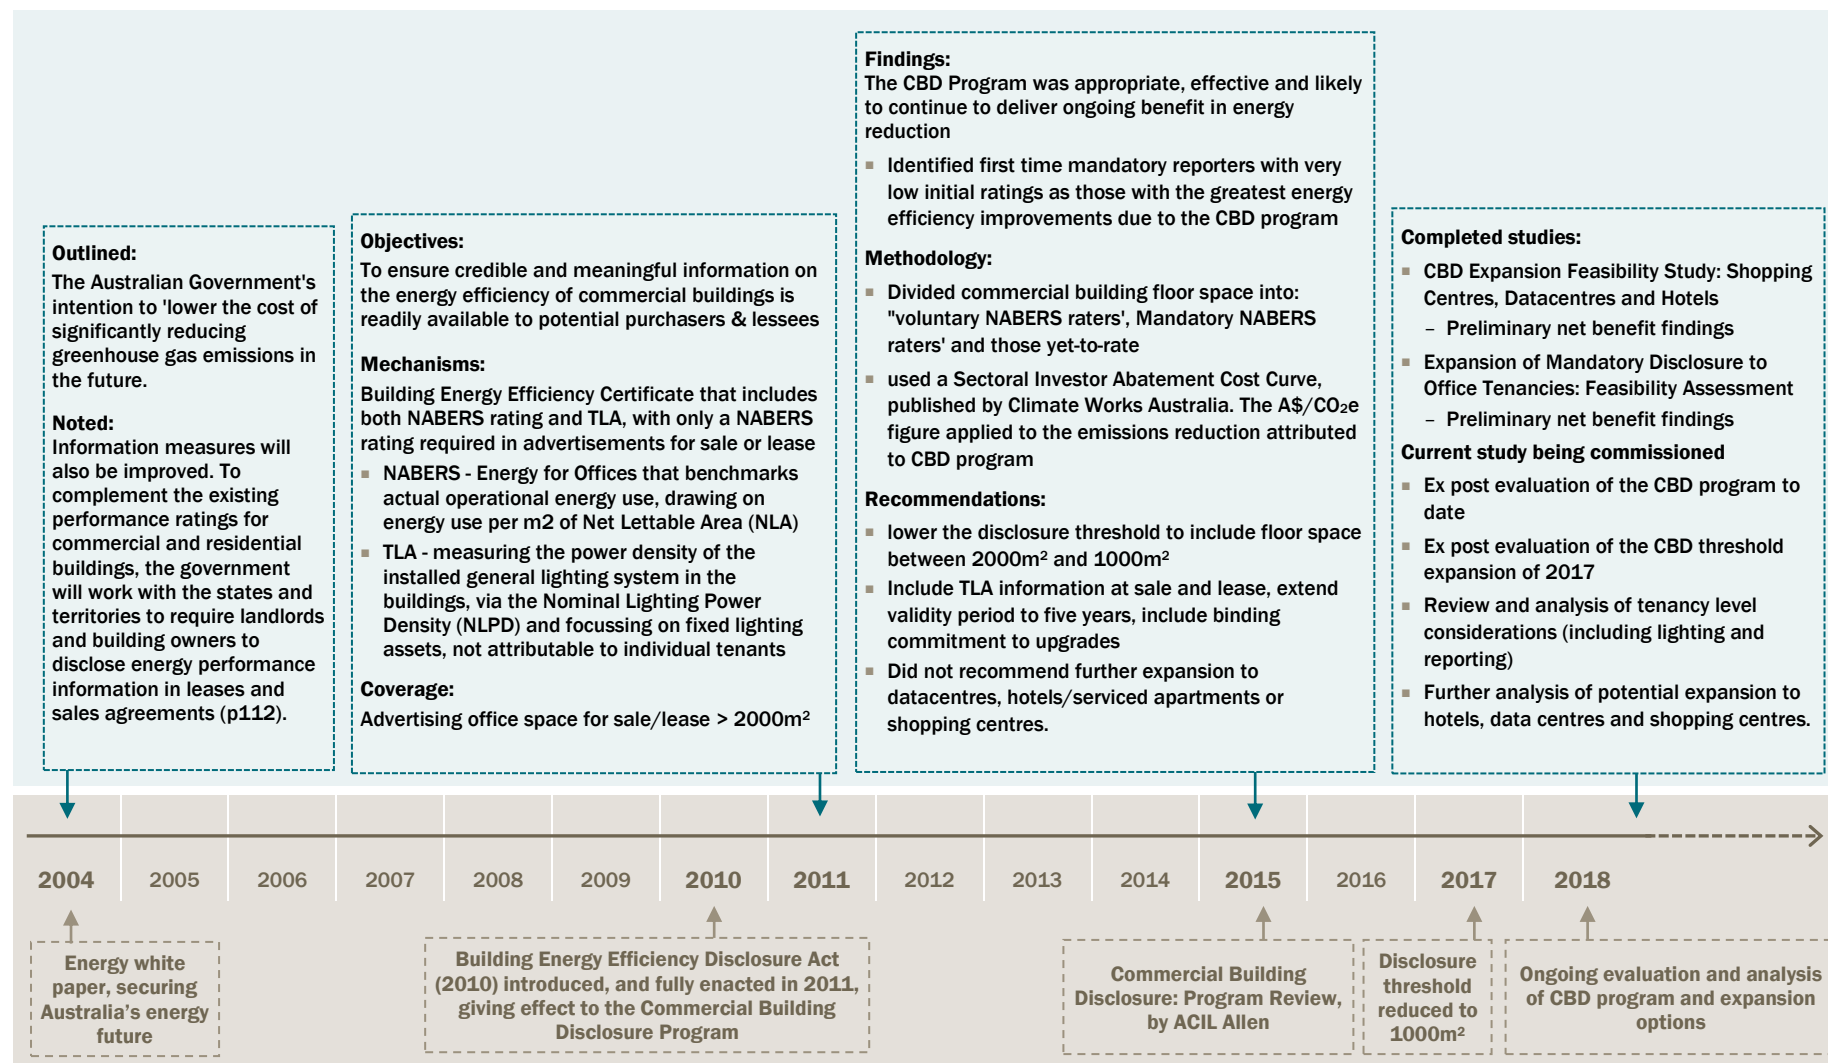 Outlined:
The Australian Government's
intention to 'lower the cost of
significantly reducing
greenhouse gas emissions in
the future.
Noted:
Information measures will
also be improved. To
complement the existing
performance ratings for
commercial and residential
buildings, the government
will work with the states and
territories to require landlords
and building owners to
disclose energy performance
information in leases and
sales agreements (p112).
Objectives:
To ensure credible and meaningful information on
the energy efficiency of commercial buildings is
readily available to potential purchasers & lessees
Mechanisms:
Building Energy Efficiency Certificate that includes
both NABERS rating and TLA, with only a NABERS
rating required in advertisements for sale or lease
▪ NABERS - Energy for Offices that benchmarks
actual operational energy use, drawing on
energy use per m2 of Net Lettable Area (NLA)
▪ TLA - measuring the power density of the
installed general lighting system in the
buildings, via the Nominal Lighting Power
Density (NLPD) and focussing on fixed lighting
assets, not attributable to individual tenants
Coverage:
Advertising office space for sale/lease > 2000m²
Findings:
The CBD Program was appropriate, effective and likely
to continue to deliver ongoing benefit in energy
reduction
▪ Identified first time mandatory reporters with very
low initial ratings as those with the greatest energy
efficiency improvements due to the CBD program
Methodology:
▪ Divided commercial building floor space into:
"voluntary NABERS raters', Mandatory NABERS
raters' and those yet-to-rate
▪ used a Sectoral Investor Abatement Cost Curve,
published by Climate Works Australia. The A$/CO₂e
figure applied to the emissions reduction attributed
to CBD program
Recommendations:
▪ lower the disclosure threshold to include floor space
between 2000m² and 1000m²
▪ Include TLA information at sale and lease, extend
validity period to five years, include binding
commitment to upgrades
▪ Did not recommend further expansion to
datacentres, hotels/serviced apartments or
shopping centres.
Completed studies:
▪ CBD Expansion Feasibility Study: Shopping
Centres, Datacentres and Hotels
– Preliminary net benefit findings
▪ Expansion of Mandatory Disclosure to
Office Tenancies: Feasibility Assessment
– Preliminary net benefit findings
Current study being commissioned
▪ Ex post evaluation of the CBD program to
date
▪ Ex post evaluation of the CBD threshold
expansion of 2017
▪ Review and analysis of tenancy level
considerations (including lighting and
reporting)
▪ Further analysis of potential expansion to
hotels, data centres and shopping centres.
2004 2005 2006 2007 2008 2009 2010 2011 2012 2013 2014 2015 2016 2017 2018
Energy white
paper, securing
Australia's energy
future
Building Energy Efficiency Disclosure Act
(2010) introduced, and fully enacted in 2011,
giving effect to the Commercial Building
Disclosure Program
Commercial Building
Disclosure: Program Review,
by ACIL Allen
Disclosure
threshold
reduced to
1000m²
Ongoing evaluation and analysis
of CBD program and expansion
options